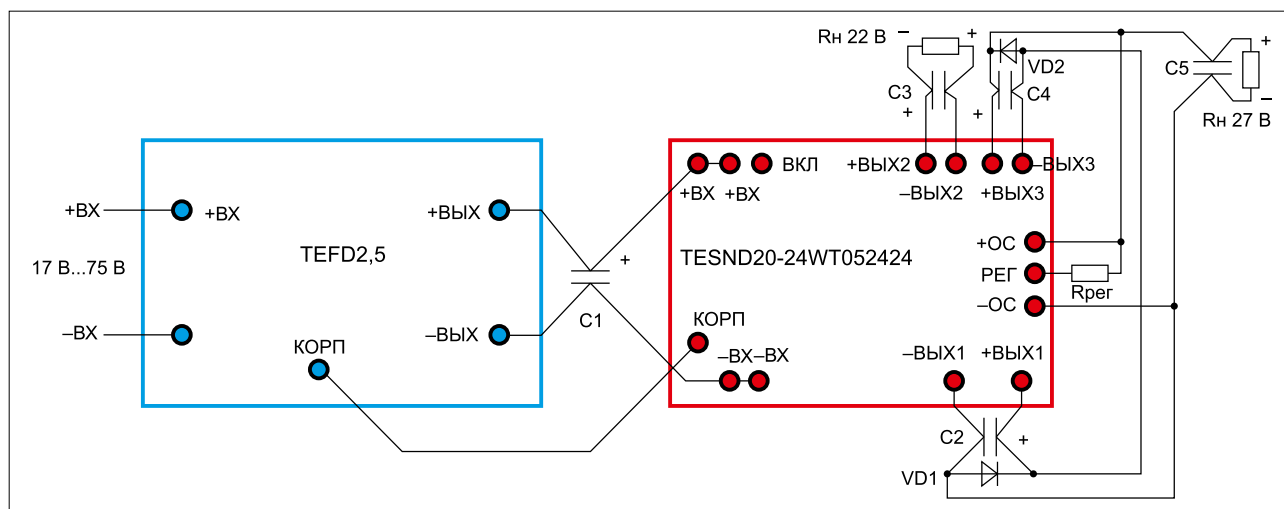 Rн 22 В
–
+
+
VD2
C5
C3
C4
+
+
–
Rн 27 В
ВКЛ
+ВЫХ2
–ВЫХ3
+ВХ
+ВХ
–ВЫХ2
+ВЫХ3
+ВХ
+ВХ
+ВЫХ
17 В...75 В
TEFD2,5
+
TESND20-24WT052424
+ОС
РЕГ
Rрег
–ОС
–ВХ
–ВЫХ
C1
КОРП
КОРП
–ВХ
–ВХ
–ВЫХ1
+ВЫХ1
C2
+
VD1